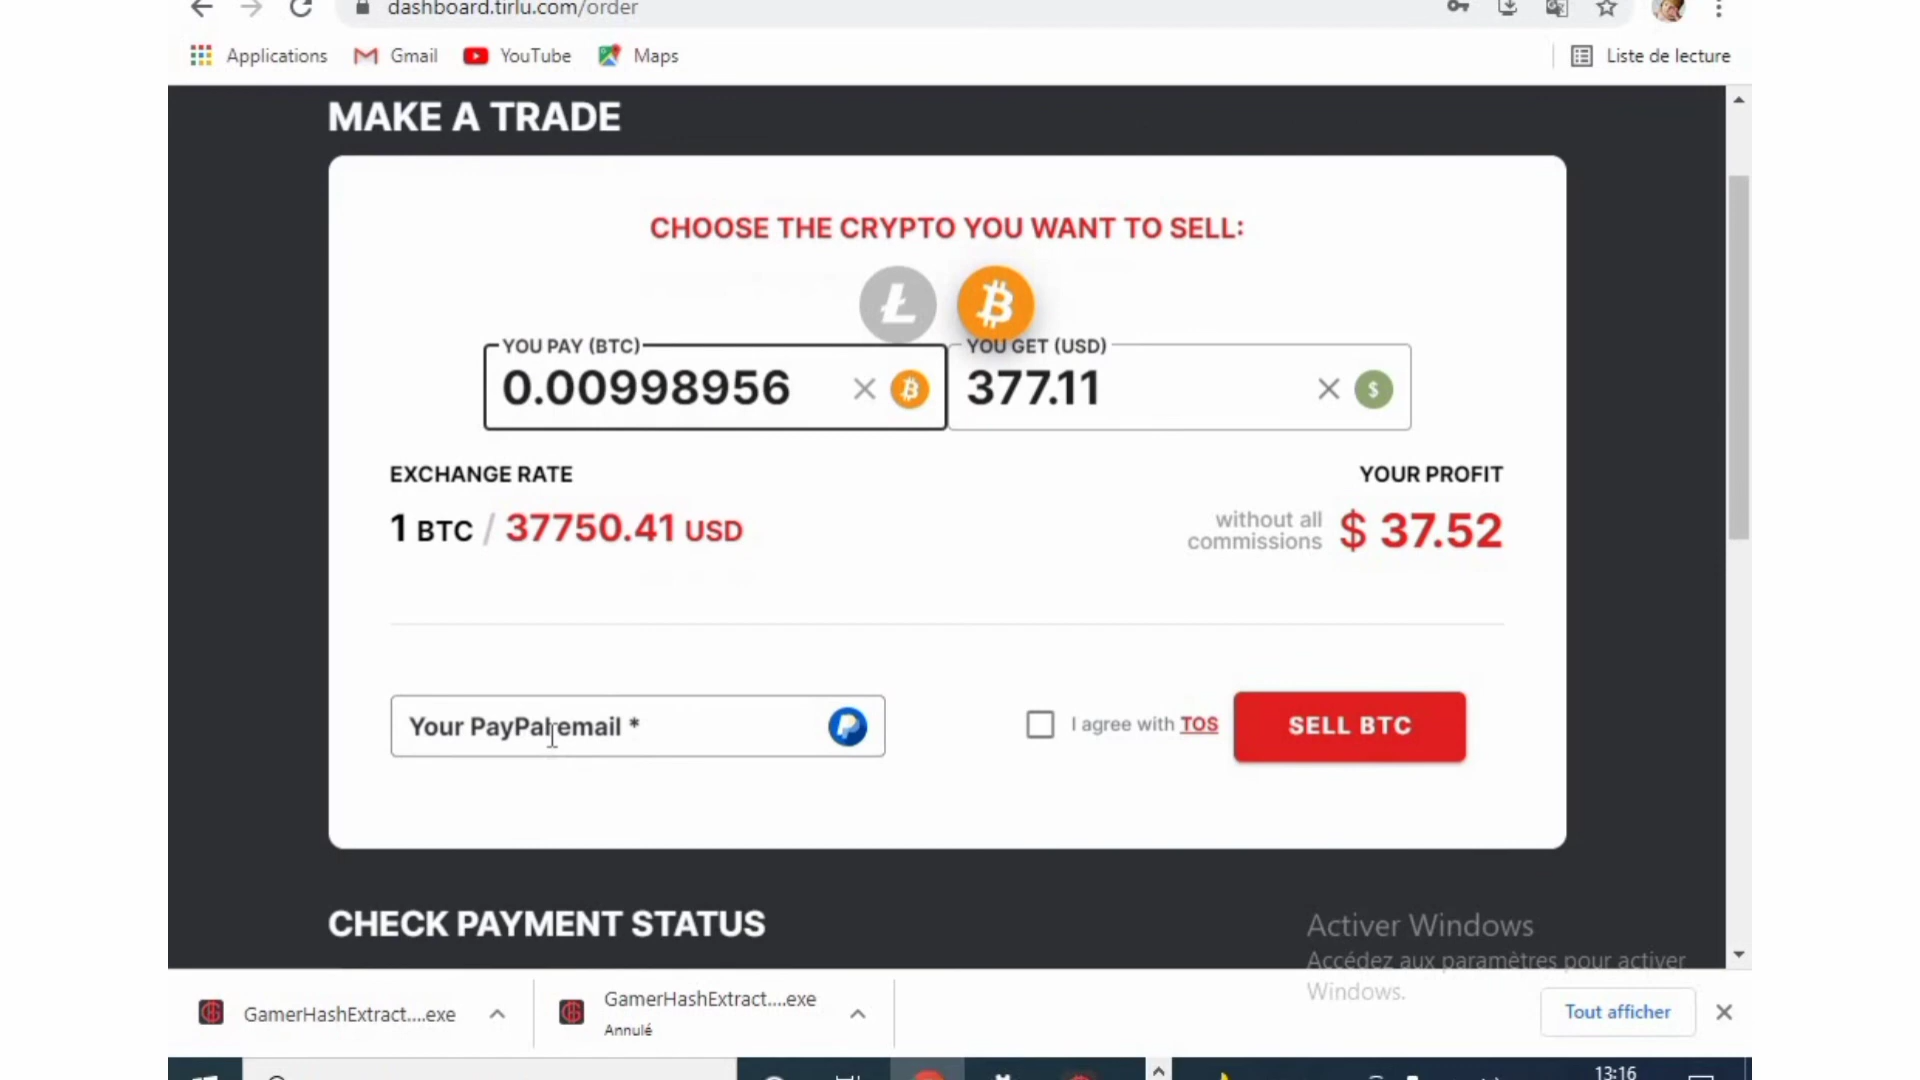 dashboard.tirlu.com/order
Applications Gmail YouTube Maps Liste de lecture
MAKE A TRADE
CHOOSE THE CRYPTO YOU WANT TO SELL:
YOU PAY (BTC) YOU GET (USD)
0.00998956 377.11
EXCHANGE RATE YOUR PROFIT
1 BTC / 37750.41 USD
without all commissions $ 37.52
Your PayPal email *
I agree with TOS SELL BTC
CHECK PAYMENT STATUS
Activer Windows
Accédez aux paramètres pour activer
Windows.
GamerHashExtract....exe
GamerHashExtract....exe
Annulé
Tout afficher
13:16